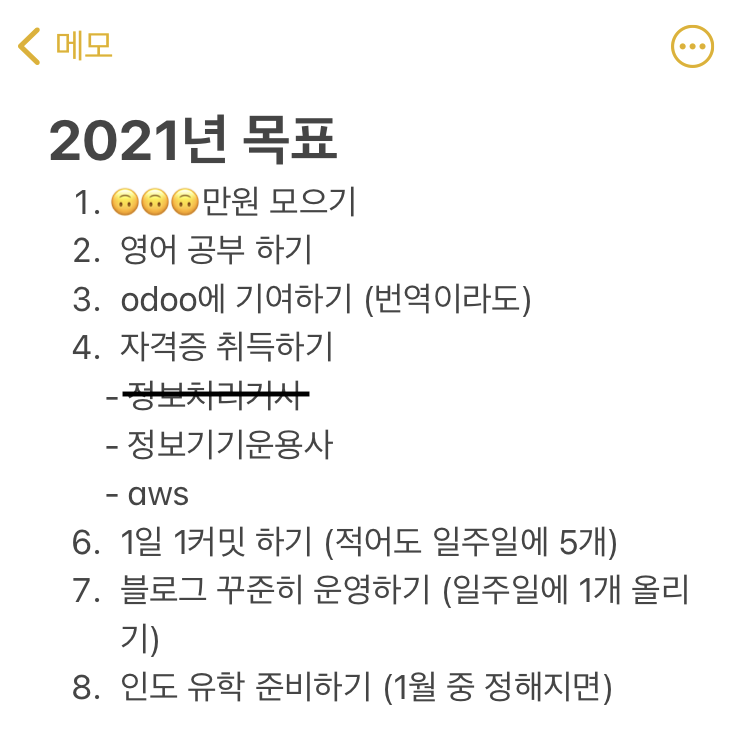 메모
2021년 목표
1. 🙃🙃🙃만원 모으기
2. 영어 공부 하기
3. odoo에 기여하기 (번역이라도)
4. 자격증 취득하기
- 정보처리기사
- 정보기기운용사
- aws
6. 1일 1커밋 하기 (적어도 일주일에 5개)
7. 블로그 꾸준히 운영하기 (일주일에 1개 올리
기)
8. 인도 유학 준비하기 (1월 중 정해지면)